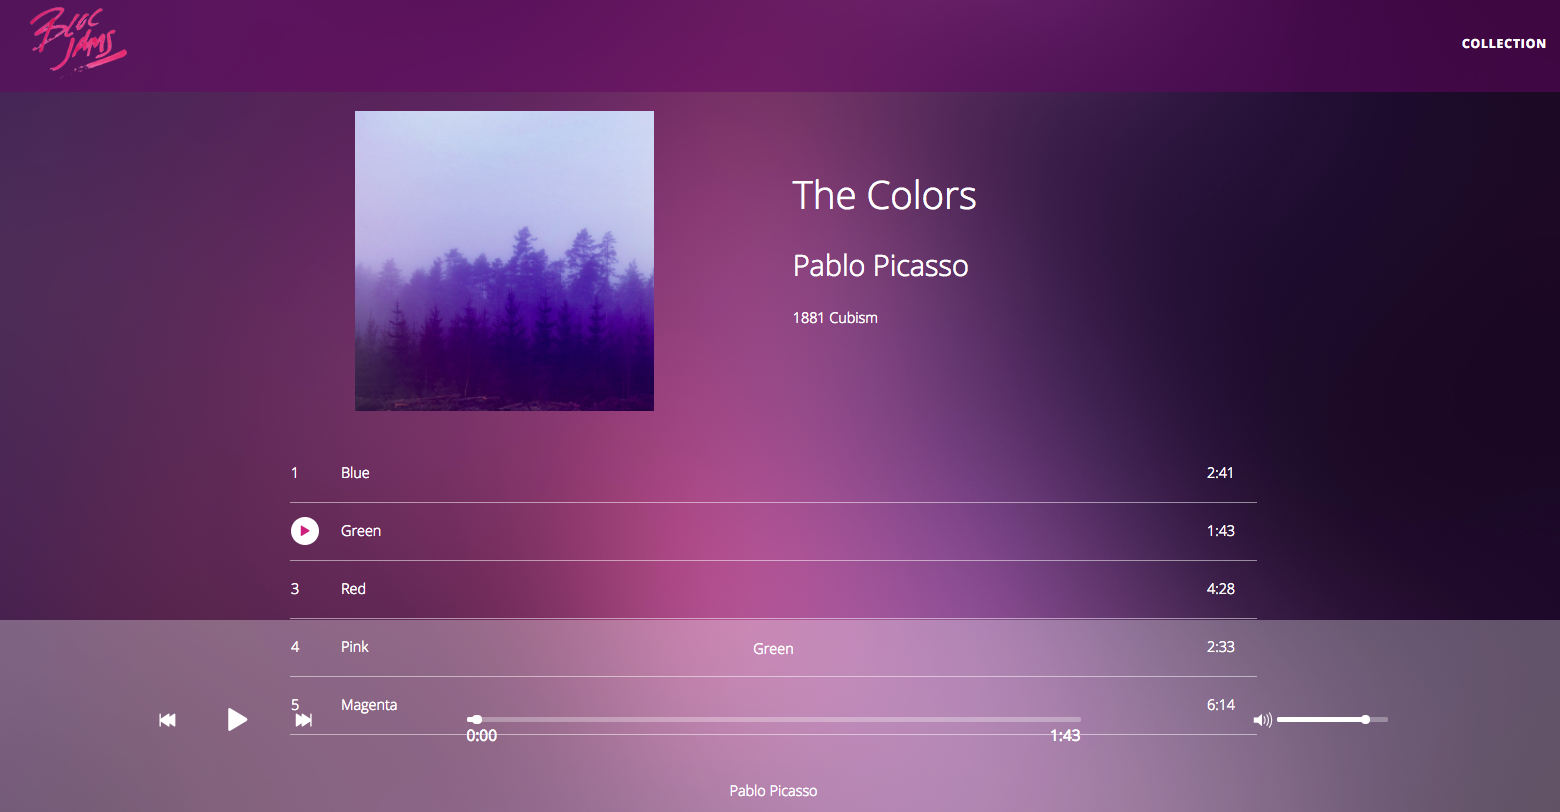 BLOC
JAMS
COLLECTION
The Colors
Pablo Picasso
1881 Cubism
1 Blue 2:41
Green 1:43
3 Red 4:28
4 Pink 2:33
Green
5 Magenta 6:14
0:00 1:43
Pablo Picasso